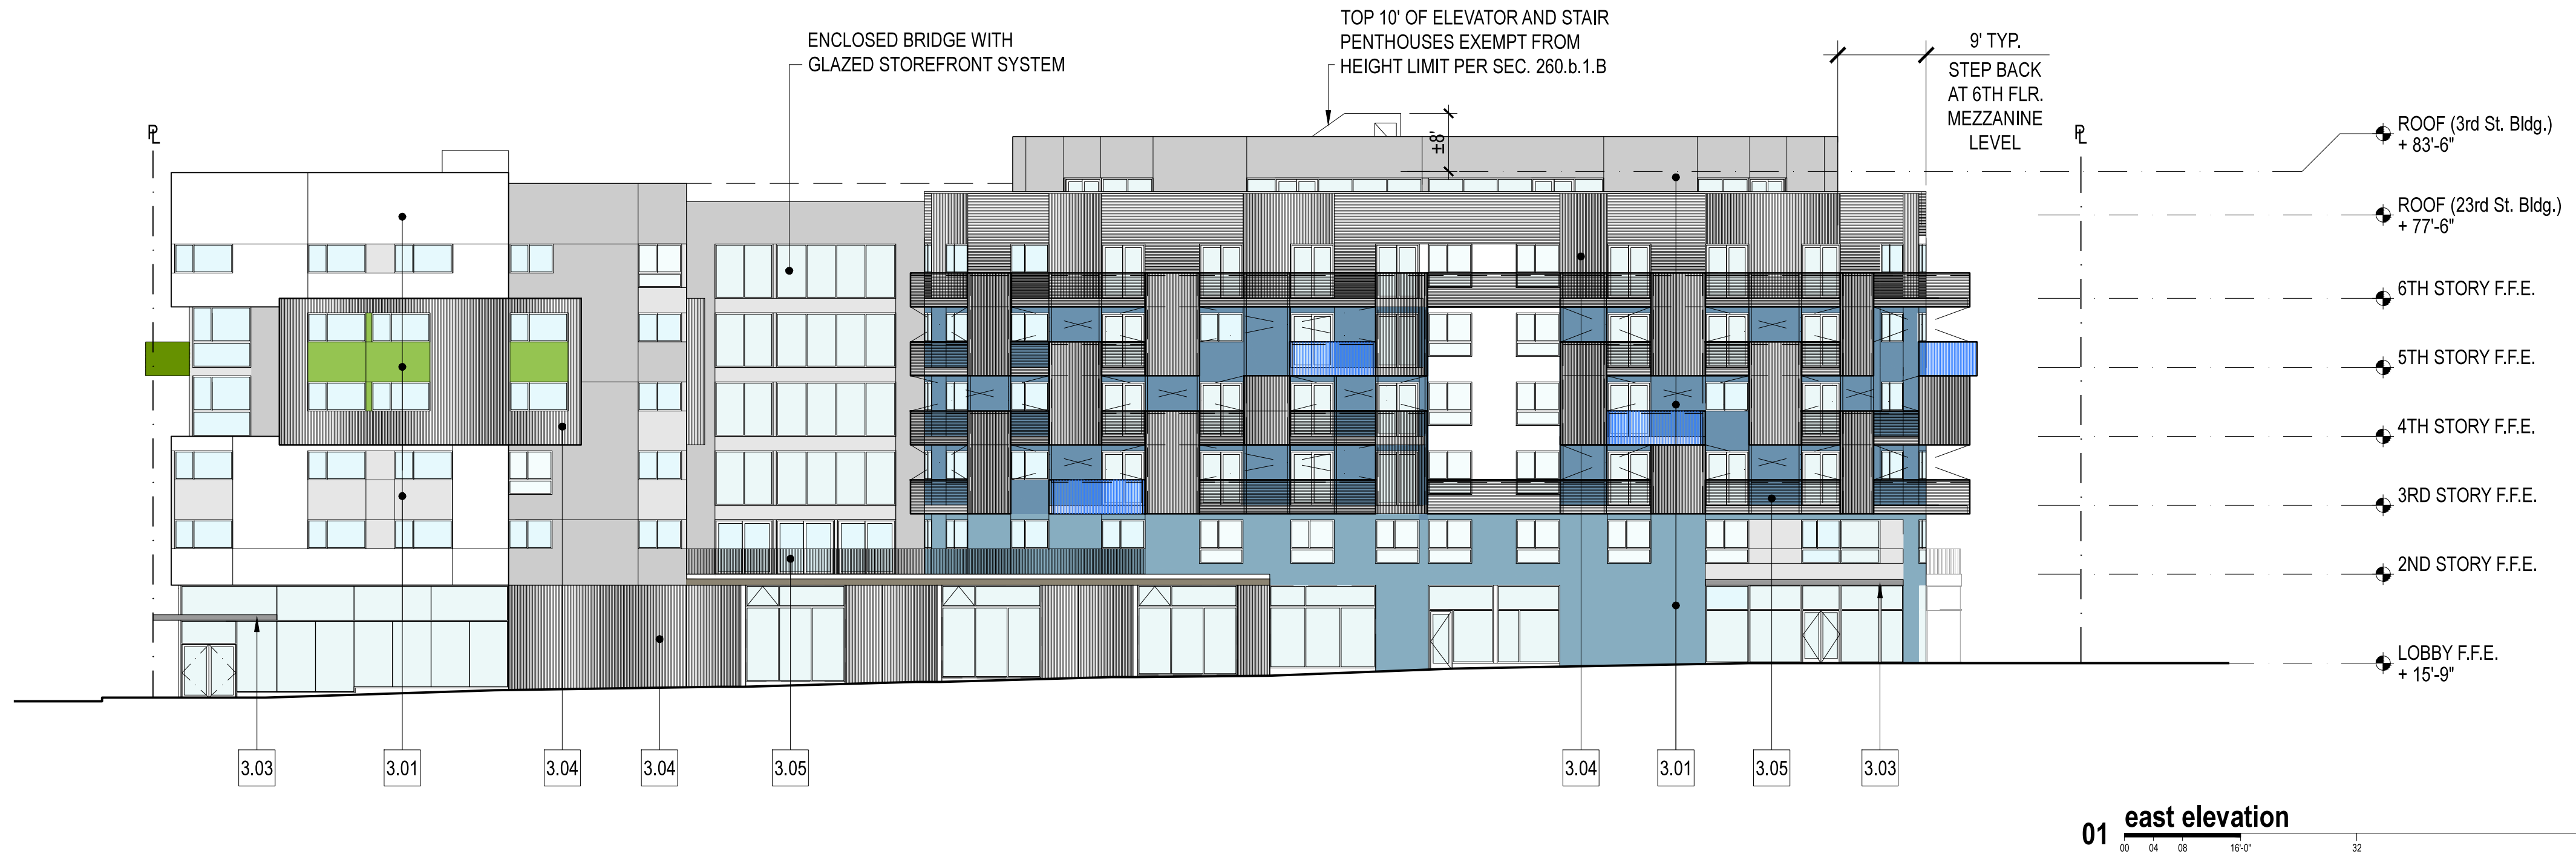 ENCLOSED BRIDGE WITH
GLAZED STOREFRONT SYSTEM
TOP 10' OF ELEVATOR AND STAIR
PENTHOUSES EXEMPT FROM
HEIGHT LIMIT PER SEC. 260.b.1.B
9' TYP.
STEP BACK
AT 6TH FLR.
MEZZANINE
LEVEL
±8'
PL
PL
ROOF (3rd St. Bldg.)
+ 83'-6"
ROOF (23rd St. Bldg.)
+ 77'-6"
6TH STORY F.F.E.
5TH STORY F.F.E.
4TH STORY F.F.E.
3RD STORY F.F.E.
2ND STORY F.F.E.
LOBBY F.F.E.
+ 15'-9"
3.03
3.01
3.04
3.04
3.05
3.04
3.01
3.05
3.03
01 east elevation
00 04 08 16'-0" 32